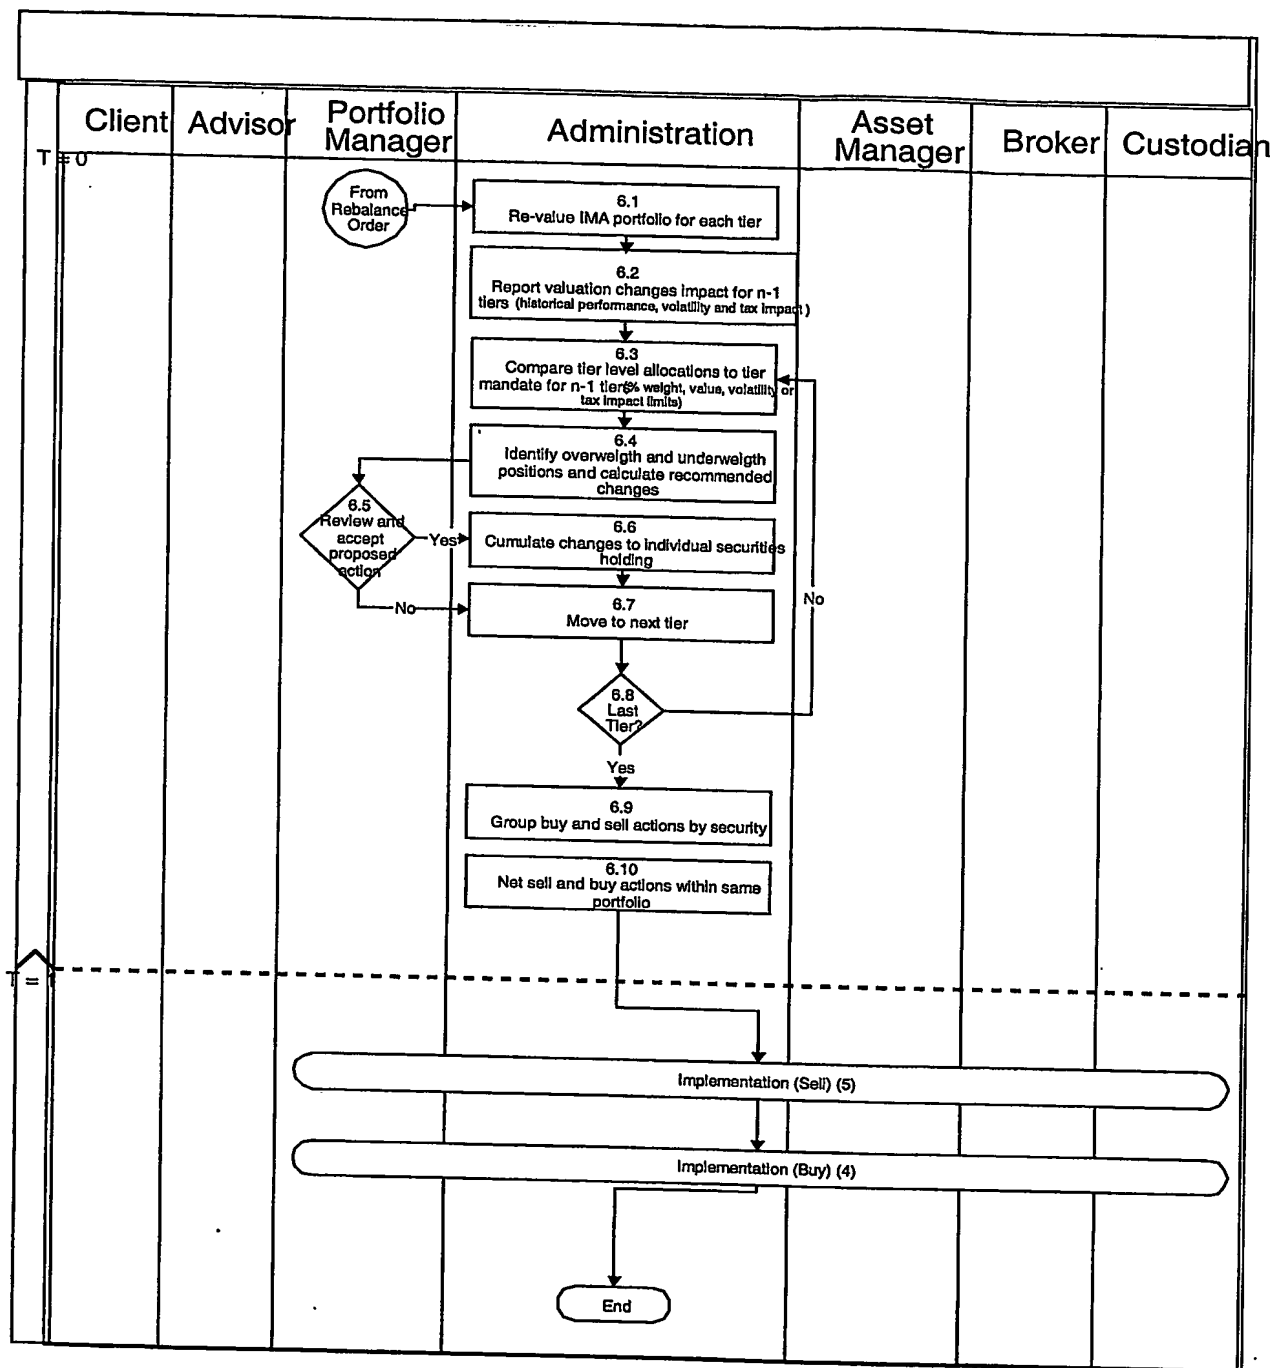 Client
Advisor
Portfolio
Manager
Administration
Asset
Manager
Broker
Custodian
T = 0
From
Rebalance
Order
6.1
Re-value IMA portfolio for each tier
6.2
Report valuation changes impact for n-1
tiers (historical performance, volatility and tax impact)
6.3
Compare tier level allocations to tier
mandate for n-1 tier(% weight, value, volatility or
tax impact limits)
6.4
Identify overweigth and underweigth
positions and calculate recommended
changes
6.5
Review and
accept
proposed
action
Yes
6.6
Cumulate changes to individual securities
holding
No
6.7
Move to next tier
No
6.8
Last
Tier?
Yes
6.9
Group buy and sell actions by security
6.10
Net sell and buy actions within same
portfolio
T = 1
Implementation (Sell) (5)
Implementation (Buy) (4)
End